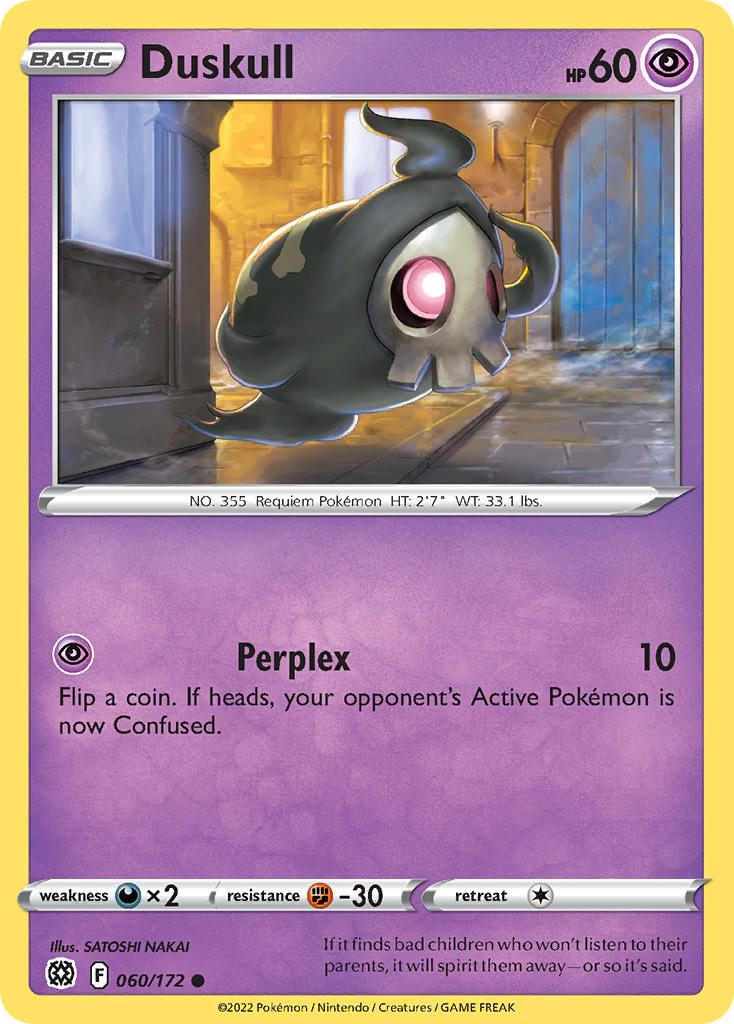 BASIC
Duskull
HP60
NO. 355 Requiem Pokémon HT: 2'7" WT: 33.1 lbs.
Perplex 10
Flip a coin. If heads, your opponent's Active Pokémon is
now Confused.
weakness ×2 resistance -30 retreat
Illus. SATOSHI NAKAI
If it finds bad children who won't listen to their
parents, it will spirit them away—or so it's said.
F 060/172
©2022 Pokémon / Nintendo / Creatures / GAME FREAK